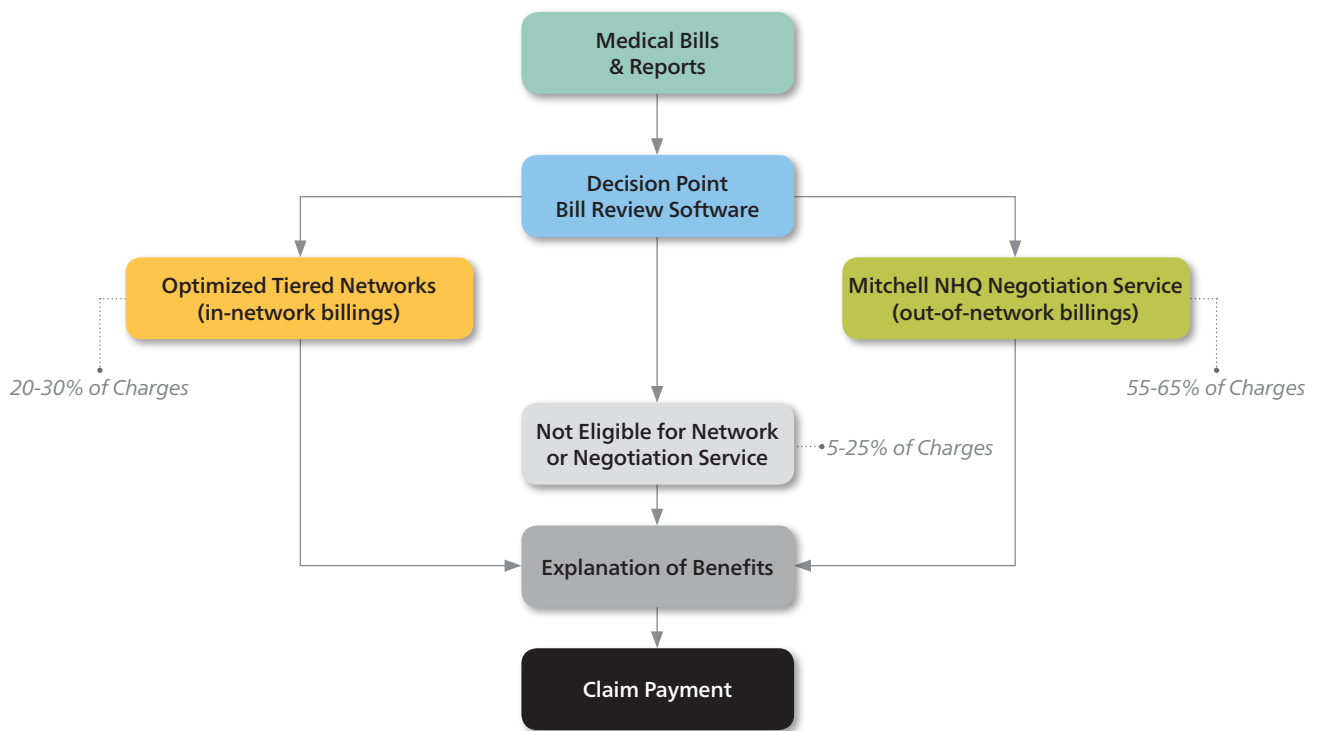 Medical Bills
& Reports
Decision Point
Bill Review Software
Optimized Tiered Networks
(in-network billings)
Mitchell NHQ Negotiation Service
(out-of-network billings)
20-30% of Charges
55-65% of Charges
Not Eligible for Network
or Negotiation Service
5-25% of Charges
Explanation of Benefits
Claim Payment